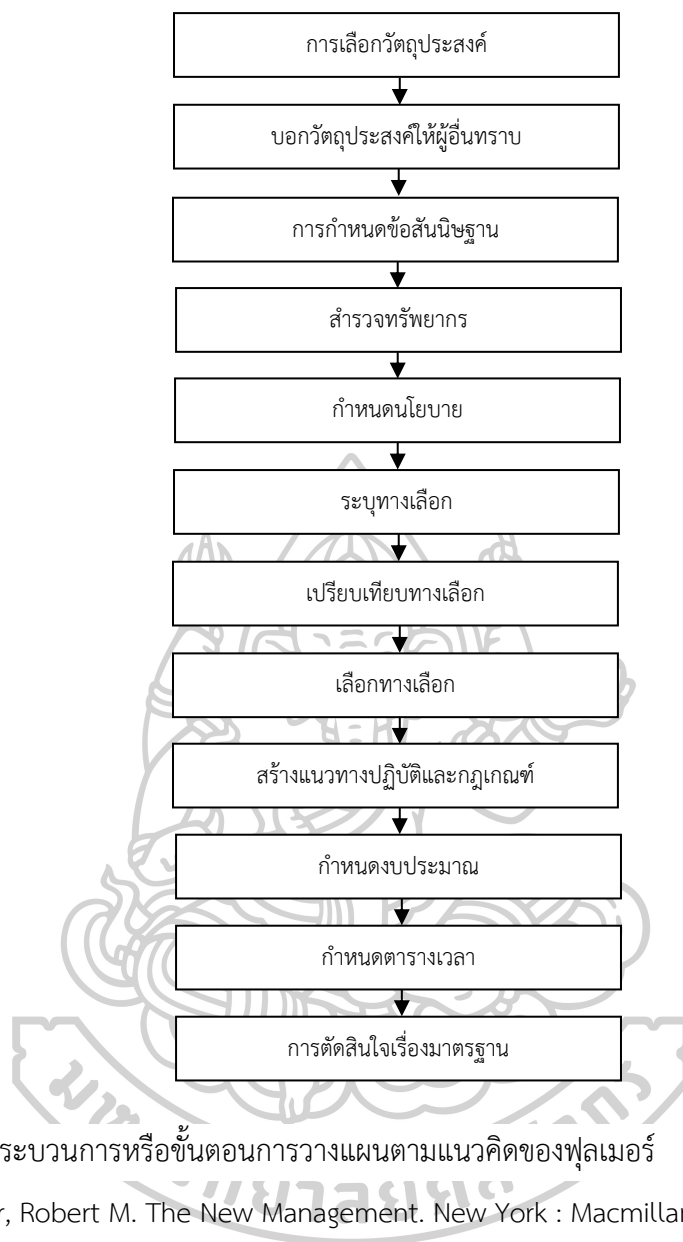 การเลือกวัตถุประสงค์
บอกวัตถุประสงค์ให้ผู้อื่นทราบ
การกำหนดข้อสันนิษฐาน
สำรวจทรัพยากร
กำหนดนโยบาย
ระบุทางเลือก
เปรียบเทียบทางเลือก
เลือกทางเลือก
สร้างแนวทางปฏิบัติและกฎเกณฑ์
กำหนดงบประมาณ
กำหนดตารางเวลา
การตัดสินใจเรื่องมาตรฐาน
ระบวนการหรือขั้นตอนการวางแผนตามแนวคิดของฟุลเมอร์
r, Robert M. The New Management. New York : Macmillan